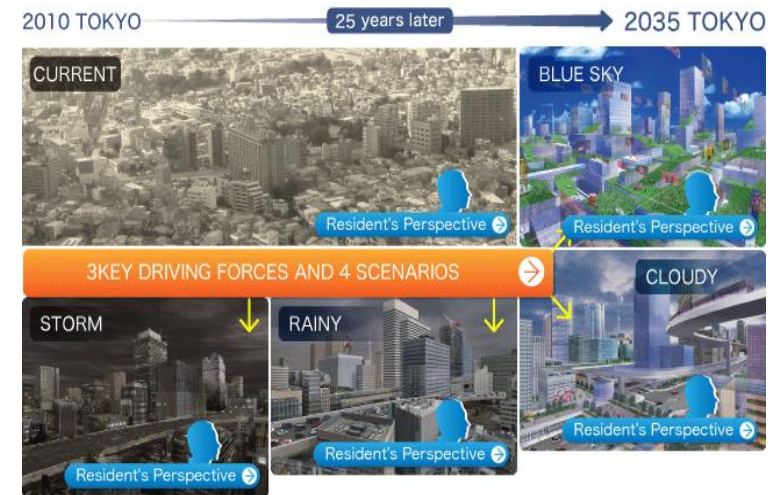 2010 TOKYO
25 years later
2035 TOKYO
CURRENT
Resident's Perspective
BLUE SKY
Resident's Perspective
3KEY DRIVING FORCES AND 4 SCENARIOS
STORM
Resident's Perspective
RAINY
Resident's Perspective
CLOUDY
Resident's Perspective